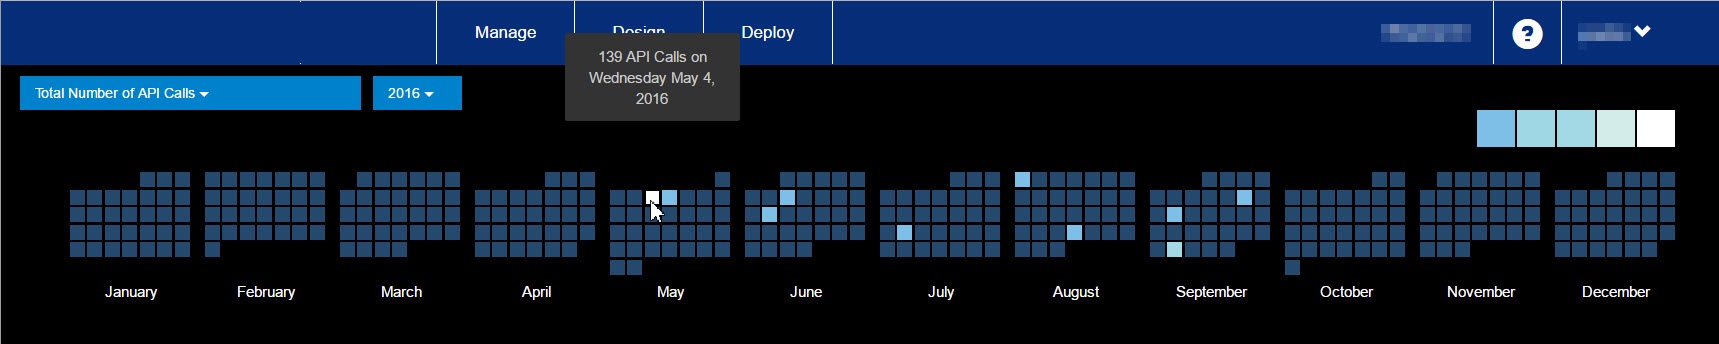 Manage
Design
Deploy
?
139 API Calls on
Wednesday May 4,
2016
Total Number of API Calls
2016
January
February
March
April
May
June
July
August
September
October
November
December